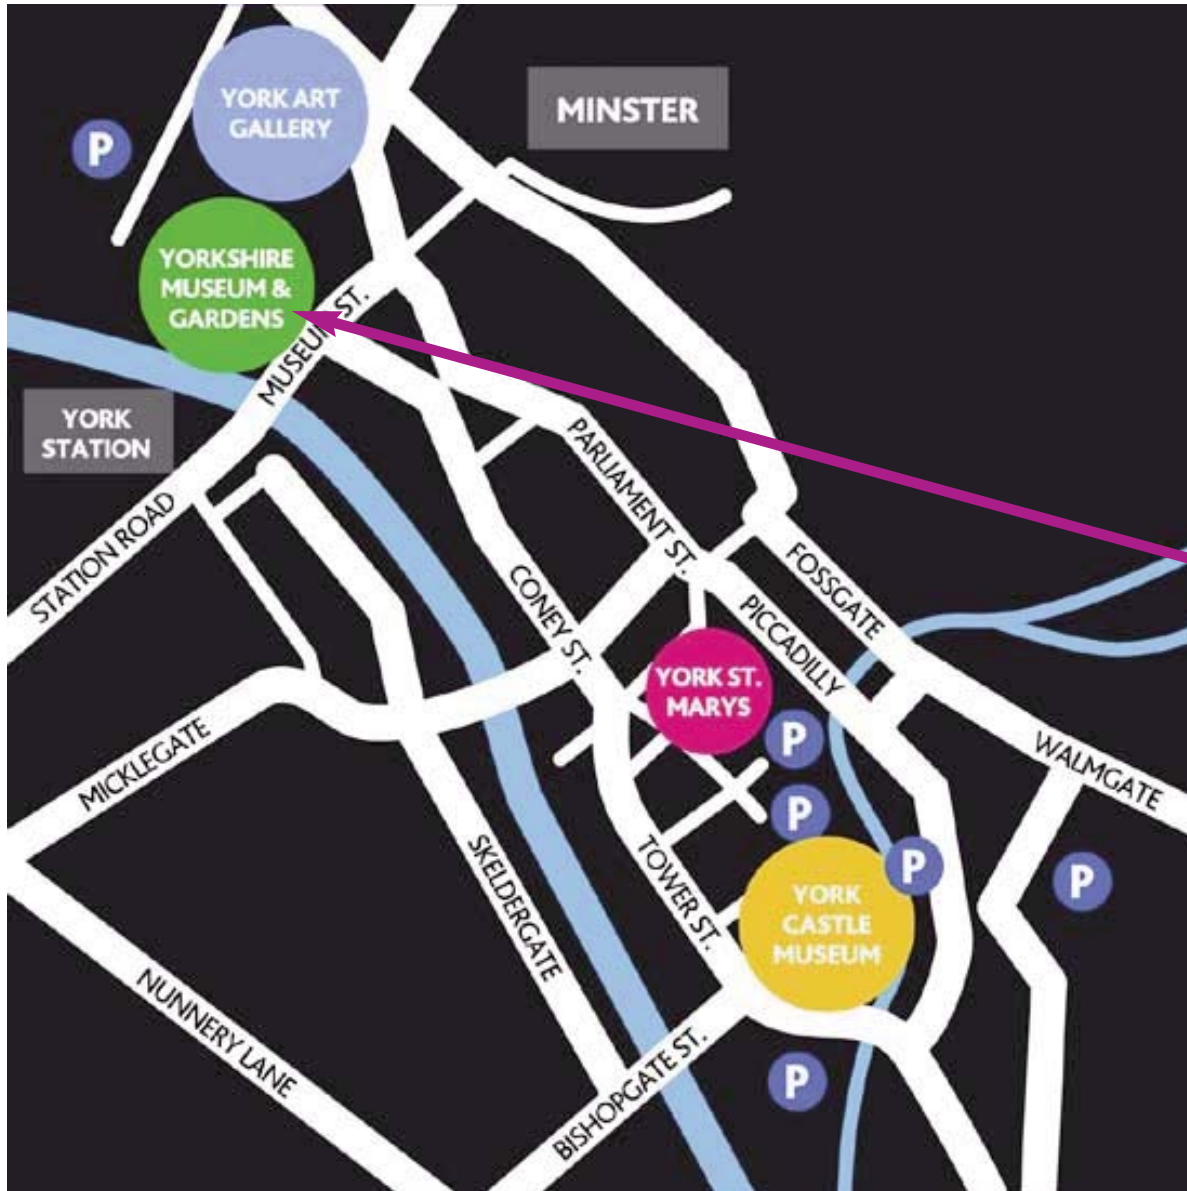 YORK ART
GALLERY
MINSTER
P
YORKSHIRE
MUSEUM &
GARDENS
MUSEUM ST.
YORK
STATION
STATION ROAD
PARLIAMENT ST.
CONEY ST.
FOSSGATE
PICCADILLY
YORK ST.
MARYS
P
WALMGATE
MICKLEGATE
P
SKELDERGATE
TOWER ST.
P
P
YORK
CASTLE
MUSEUM
NUNNERY LANE
BISHOPGATE ST.
P